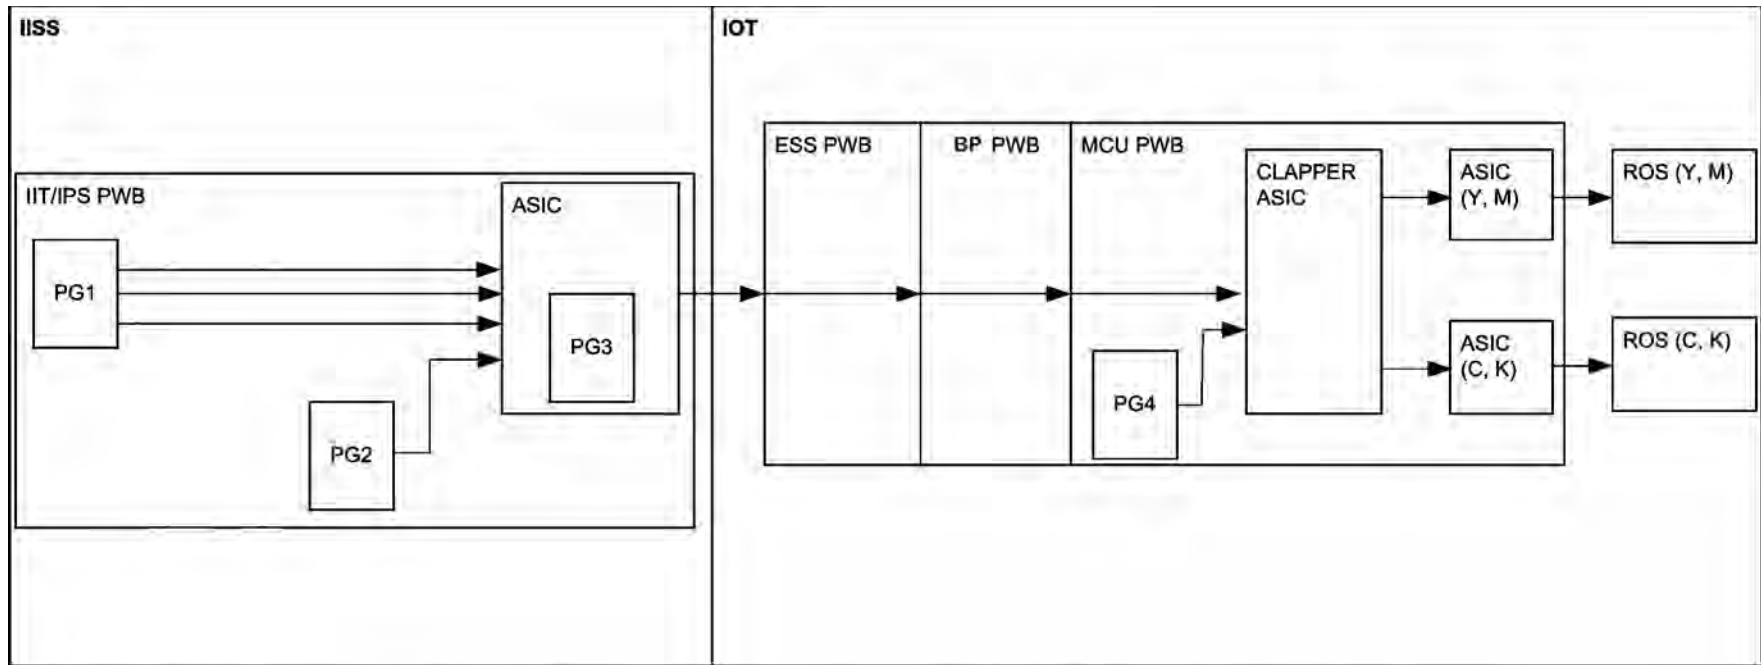 IISS
IOT
ESS PWB
BP PWB
MCU PWB
CLAPPER
ASIC
ASIC
(Y, M)
ROS (Y, M)
IIT/IPS PWB
ASIC
PG1
PG3
PG2
PG4
ASIC
(C, K)
ROS (C, K)